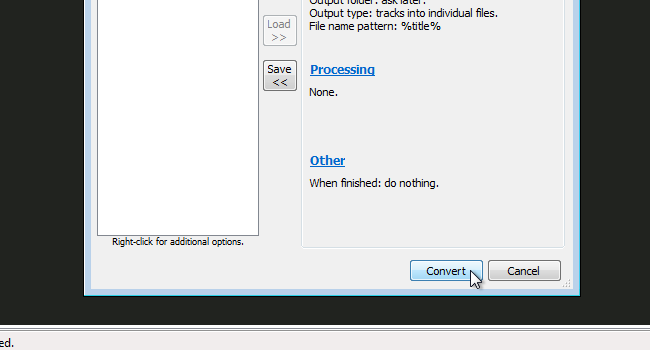 Output folder: ask later.
Output type: tracks into individual files.
File name pattern: %title%
Load
>>
Save
<<
Processing
None.
Other
When finished: do nothing.
Right-click for additional options.
Convert
Cancel
ed.